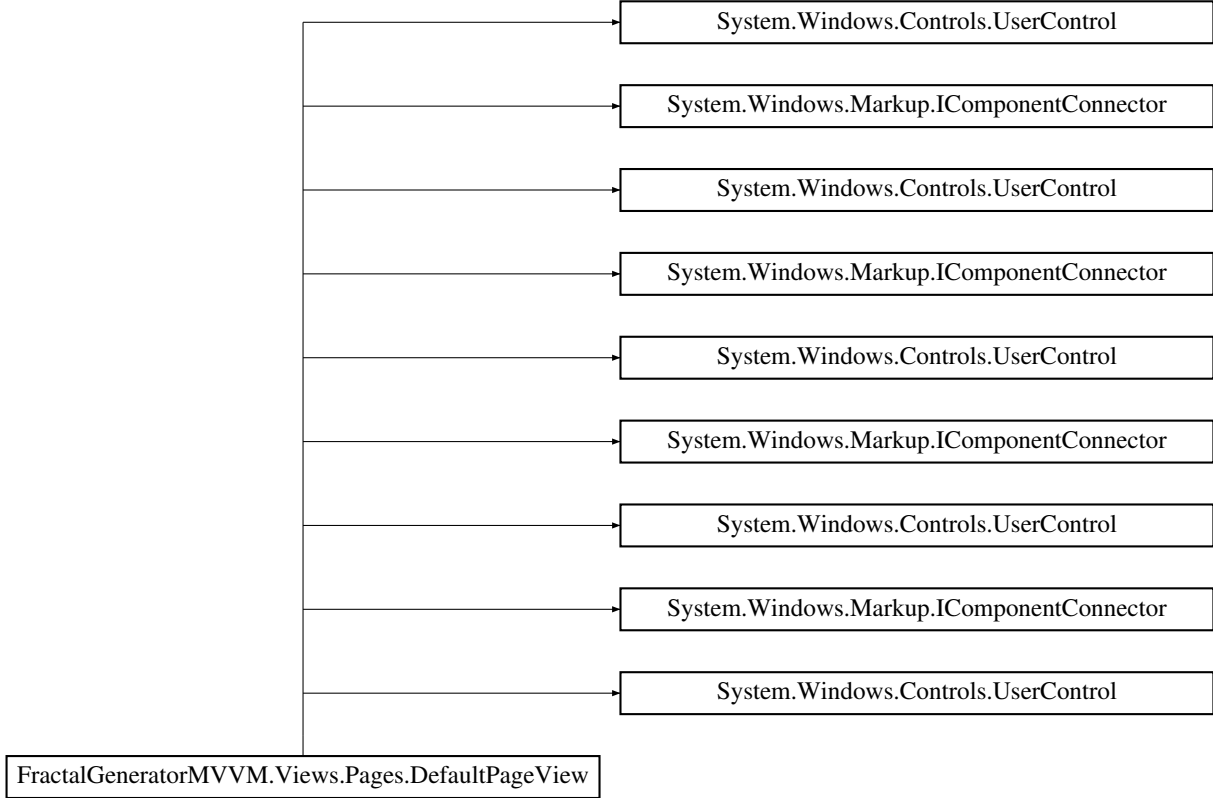 System.Windows.Controls.UserControl
System.Windows.Markup.IComponentConnector
System.Windows.Controls.UserControl
System.Windows.Markup.IComponentConnector
System.Windows.Controls.UserControl
System.Windows.Markup.IComponentConnector
System.Windows.Controls.UserControl
System.Windows.Markup.IComponentConnector
System.Windows.Controls.UserControl
FractalGeneratorMVVM.Views.Pages.DefaultPageView